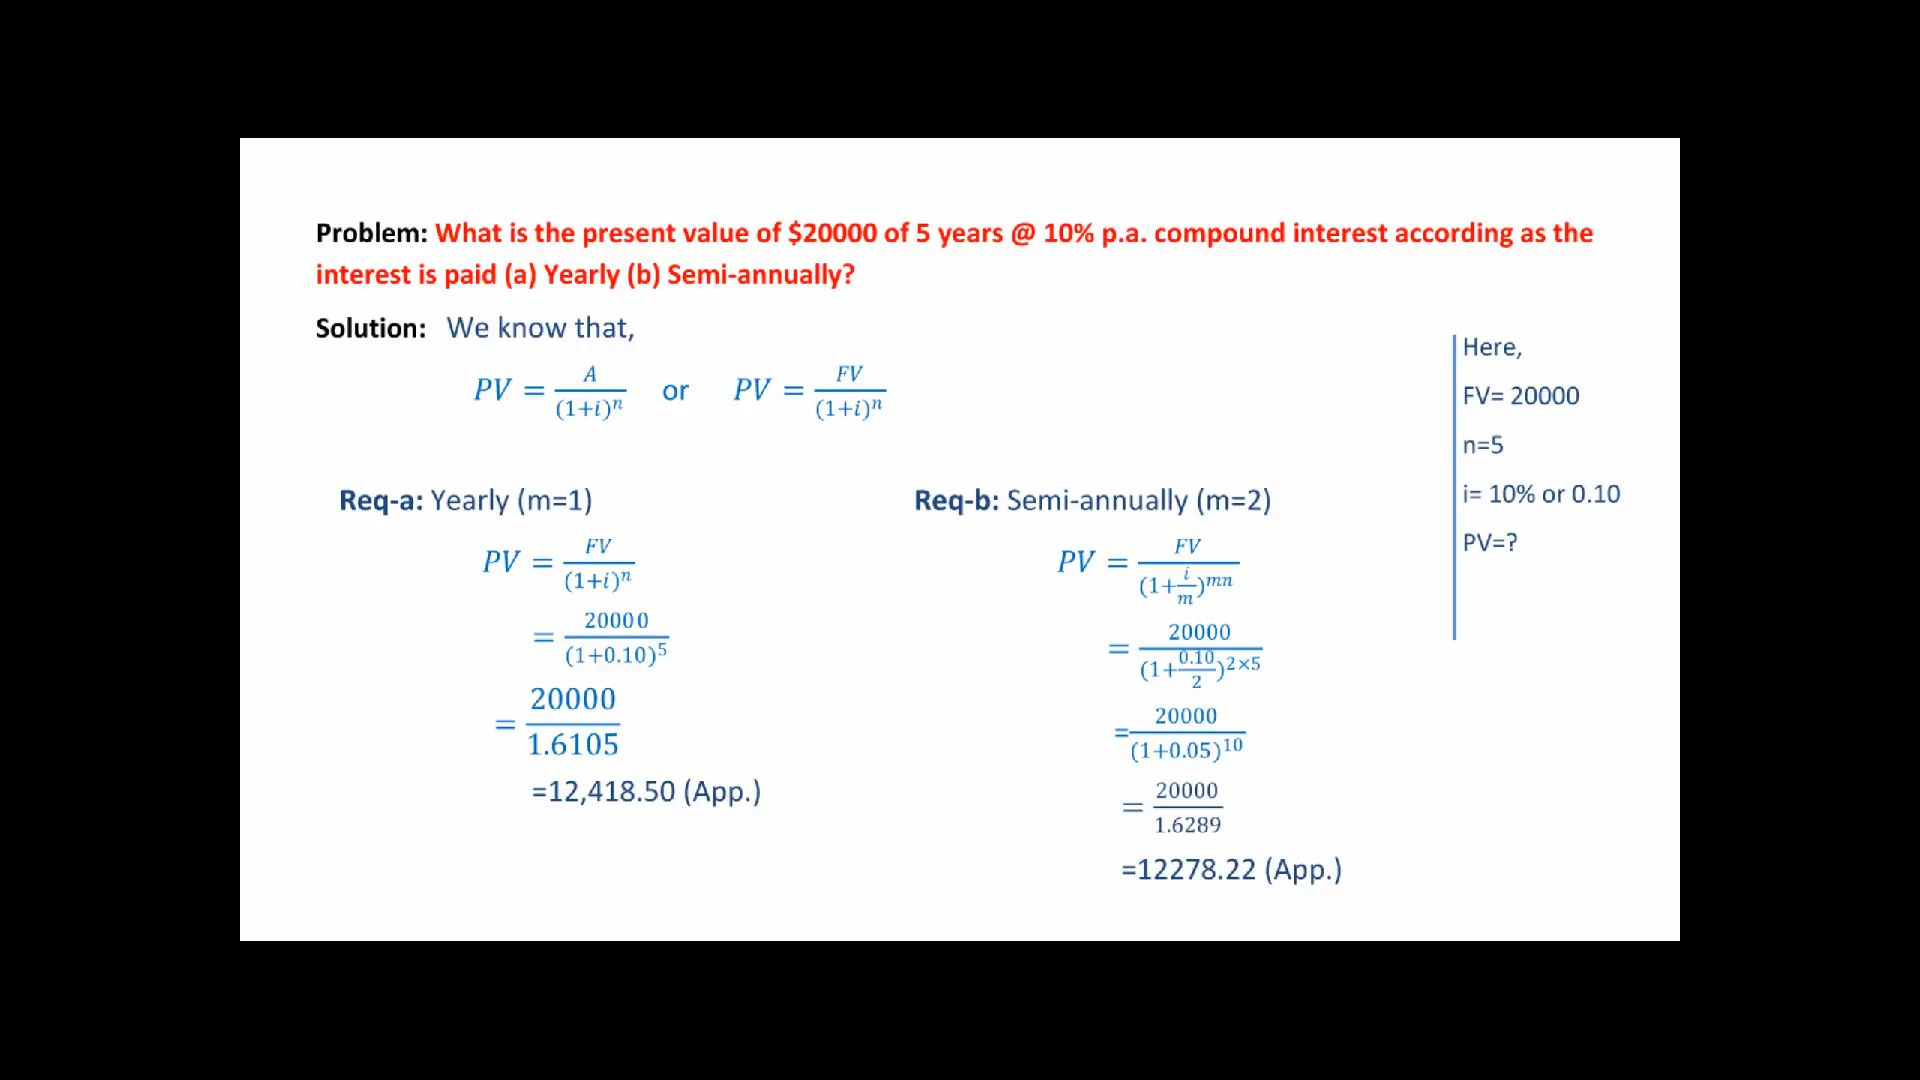 Problem: What is the present value of $20000 of 5 years @ 10% p.a. compound interest according as the
interest is paid (a) Yearly (b) Semi-annually?
Solution: We know that,
PV = A/(1+i)^n or PV = FV/(1+i)^n
Here,
FV= 20000
n=5
i= 10% or 0.10
PV=?
Req-a: Yearly (m=1)
PV = FV/(1+i)^n
= 20000/(1+0.10)^5
= 20000/1.6105
=12,418.50 (App.)
Req-b: Semi-annually (m=2)
PV = FV/(1+i/m)^mn
= 20000/(1+0.10/2)^2×5
=20000/(1+0.05)^10
= 20000/1.6289
=12278.22 (App.)